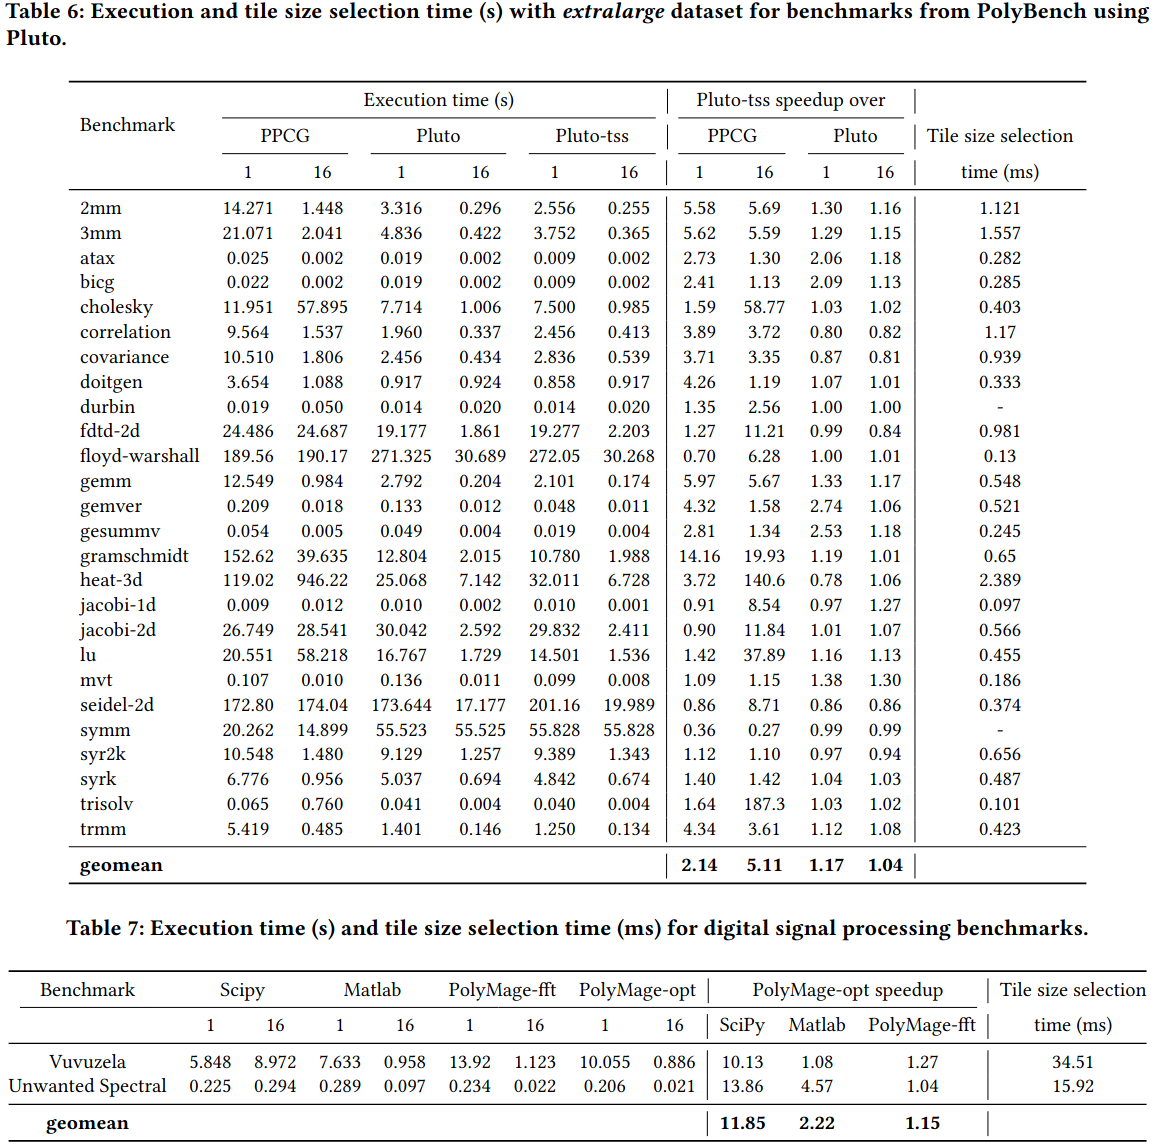 Table 6: Execution and tile size selection time (s) with extralarge dataset for benchmarks from PolyBench using
Pluto.
Execution time (s) Pluto-tss speedup over
Benchmark PPCG Pluto Pluto-tss PPCG Pluto Tile size selection
1 16 1 16 1 16 1 16 1 16 time (ms)
2mm 14.271 1.448 3.316 0.296 2.556 0.255 5.58 5.69 1.30 1.16 1.121
3mm 21.071 2.041 4.836 0.422 3.752 0.365 5.62 5.59 1.29 1.15 1.557
atax 0.025 0.002 0.019 0.002 0.009 0.002 2.73 1.30 2.06 1.18 0.282
bicg 0.022 0.002 0.019 0.002 0.009 0.002 2.41 1.13 2.09 1.13 0.285
cholesky 11.951 57.895 7.714 1.006 7.500 0.985 1.59 58.77 1.03 1.02 0.403
correlation 9.564 1.537 1.960 0.337 2.456 0.413 3.89 3.72 0.80 0.82 1.17
covariance 10.510 1.806 2.456 0.434 2.836 0.539 3.71 3.35 0.87 0.81 0.939
doitgen 3.654 1.088 0.917 0.924 0.858 0.917 4.26 1.19 1.07 1.01 0.333
durbin 0.019 0.050 0.014 0.020 0.014 0.020 1.35 2.56 1.00 1.00 -
fdtd-2d 24.486 24.687 19.177 1.861 19.277 2.203 1.27 11.21 0.99 0.84 0.981
floyd-warshall 189.56 190.17 271.325 30.689 272.05 30.268 0.70 6.28 1.00 1.01 0.13
gemm 12.549 0.984 2.792 0.204 2.101 0.174 5.97 5.67 1.33 1.17 0.548
gemver 0.209 0.018 0.133 0.012 0.048 0.011 4.32 1.58 2.74 1.06 0.521
gesummv 0.054 0.005 0.049 0.004 0.019 0.004 2.81 1.34 2.53 1.18 0.245
gramschmidt 152.62 39.635 12.804 2.015 10.780 1.988 14.16 19.93 1.19 1.01 0.65
heat-3d 119.02 946.22 25.068 7.142 32.011 6.728 3.72 140.6 0.78 1.06 2.389
jacobi-1d 0.009 0.012 0.010 0.002 0.010 0.001 0.91 8.54 0.97 1.27 0.097
jacobi-2d 26.749 28.541 30.042 2.592 29.832 2.411 0.90 11.84 1.01 1.07 0.566
lu 20.551 58.218 16.767 1.729 14.501 1.536 1.42 37.89 1.16 1.13 0.455
mvt 0.107 0.010 0.136 0.011 0.099 0.008 1.09 1.15 1.38 1.30 0.186
seidel-2d 172.80 174.04 173.644 17.177 201.16 19.989 0.86 8.71 0.86 0.86 0.374
symm 20.262 14.899 55.523 55.525 55.828 55.828 0.36 0.27 0.99 0.99 -
syr2k 10.548 1.480 9.129 1.257 9.389 1.343 1.12 1.10 0.97 0.94 0.656
syrk 6.776 0.956 5.037 0.694 4.842 0.674 1.40 1.42 1.04 1.03 0.487
trisolv 0.065 0.760 0.041 0.004 0.040 0.004 1.64 187.3 1.03 1.02 0.101
trmm 5.419 0.485 1.401 0.146 1.250 0.134 4.34 3.61 1.12 1.08 0.423
geomean 2.14 5.11 1.17 1.04
Table 7: Execution time (s) and tile size selection time (ms) for digital signal processing benchmarks.
Benchmark Scipy Matlab PolyMage-fft PolyMage-opt PolyMage-opt speedup Tile size selection
1 16 1 16 1 16 1 16 SciPy Matlab PolyMage-fft time (ms)
Vuvuzela 5.848 8.972 7.633 0.958 13.92 1.123 10.055 0.886 10.13 1.08 1.27 34.51
Unwanted Spectral 0.225 0.294 0.289 0.097 0.234 0.022 0.206 0.021 13.86 4.57 1.04 15.92
geomean 11.85 2.22 1.15